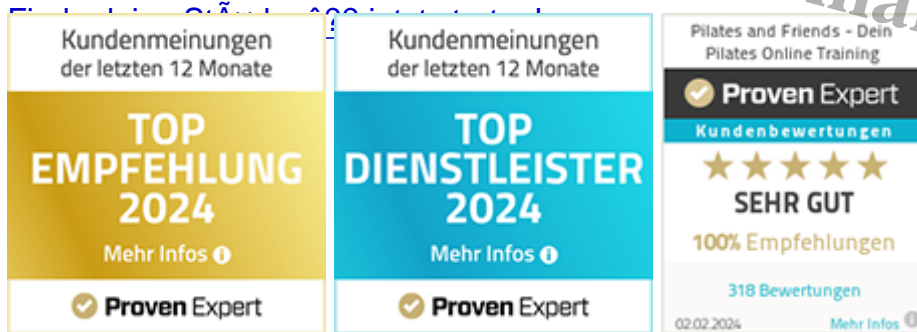 Kundenmeinungen
der letzten 12 Monate
TOP
EMPFEHLUNG
2024
Mehr Infos
Proven Expert
Kundenmeinungen
der letzten 12 Monate
TOP
DIENSTLEISTER
2024
Mehr Infos
Proven Expert
Pilates and Friends - Dein
Pilates Online Training
Proven Expert
Kundenbewertungen
SEHR GUT
100% Empfehlungen
318 Bewertungen
02.02.2024 Mehr Infos